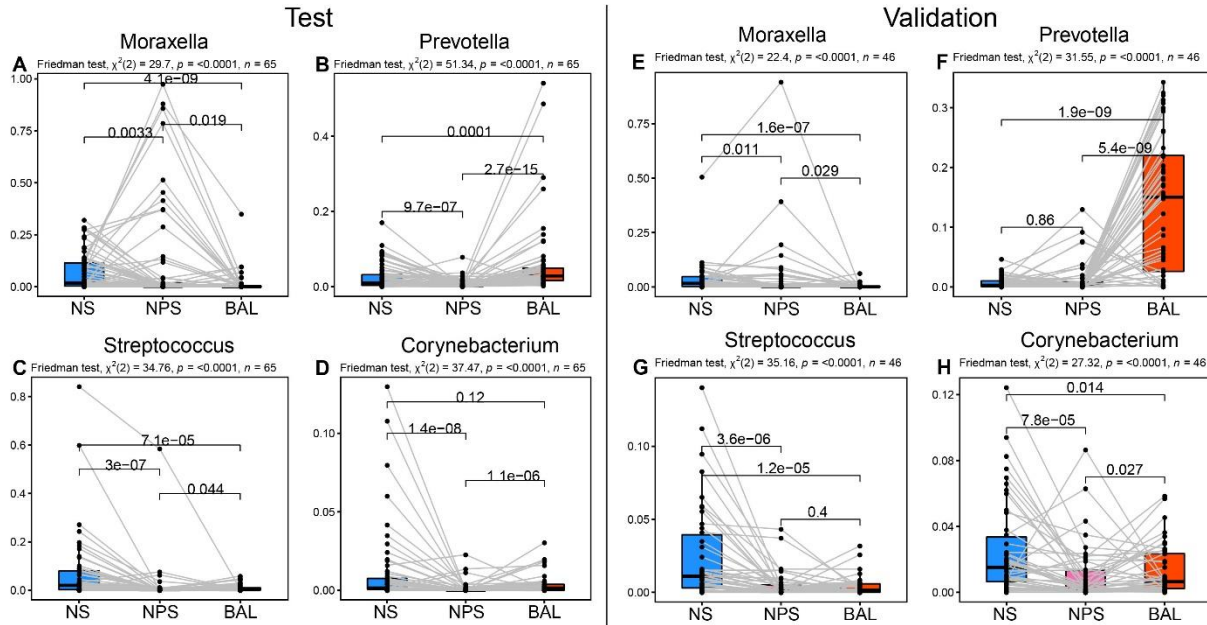 Test
Validation
A
Moraxella
Friedman test, χ²(2) = 29.7, p = <0.0001, n = 65
1.00
0.75
0.50
0.25
0.00
4.1e−09
0.0033
0.019
NS
NPS
BAL
B
Prevotella
Friedman test, χ²(2) = 51.34, p = <0.0001, n = 65
0.4
0.2
0.0
0.0001
2.7e−15
9.7e−07
NS
NPS
BAL
E
Moraxella
Friedman test, χ²(2) = 22.4, p = <0.0001, n = 46
0.75
0.50
0.25
0.00
1.6e−07
0.011
0.029
NS
NPS
BAL
F
Prevotella
Friedman test, χ²(2) = 31.55, p = <0.0001, n = 46
0.3
0.2
0.1
0.0
1.9e−09
5.4e−09
0.86
NS
NPS
BAL
C
Streptococcus
Friedman test, χ²(2) = 34.76, p = <0.0001, n = 65
0.8
0.6
0.4
0.2
0.0
7.1e−05
3e−07
0.044
NS
NPS
BAL
D
Corynebacterium
Friedman test, χ²(2) = 37.47, p = <0.0001, n = 65
0.10
0.05
0.00
0.12
1.4e−08
1.1e−06
NS
NPS
BAL
G
Streptococcus
Friedman test, χ²(2) = 35.16, p = <0.0001, n = 46
0.10
0.05
0.00
3.6e−06
1.2e−05
0.4
NS
NPS
BAL
H
Corynebacterium
Friedman test, χ²(2) = 27.32, p = <0.0001, n = 46
0.12
0.08
0.04
0.00
0.014
7.8e−05
0.027
NS
NPS
BAL